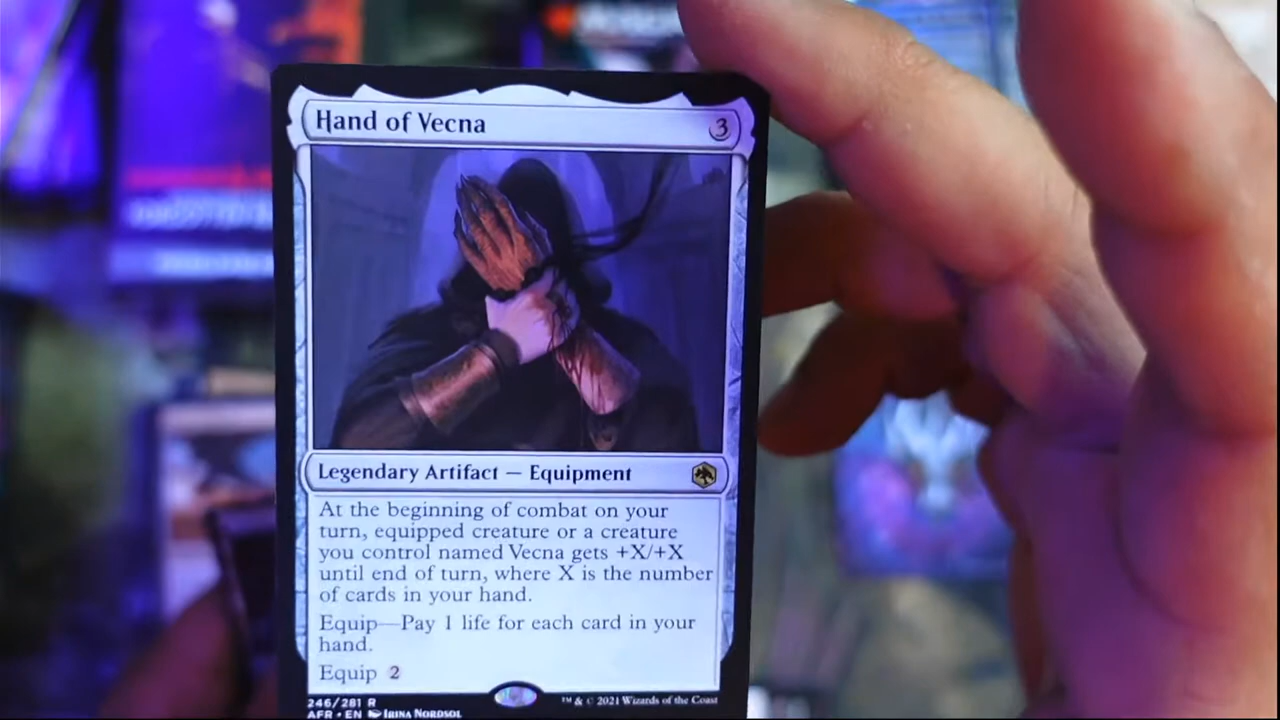 Hand of Vecna 3
Legendary Artifact — Equipment
At the beginning of combat on your
turn, equipped creature or a creature
you control named Vecna gets +X/+X
until end of turn, where X is the number
of cards in your hand.
Equip—Pay 1 life for each card in your
hand.
Equip 2
246/281 R
™ & © 2021 Wizards of the Coast
AFR • EN Irina Nordsol